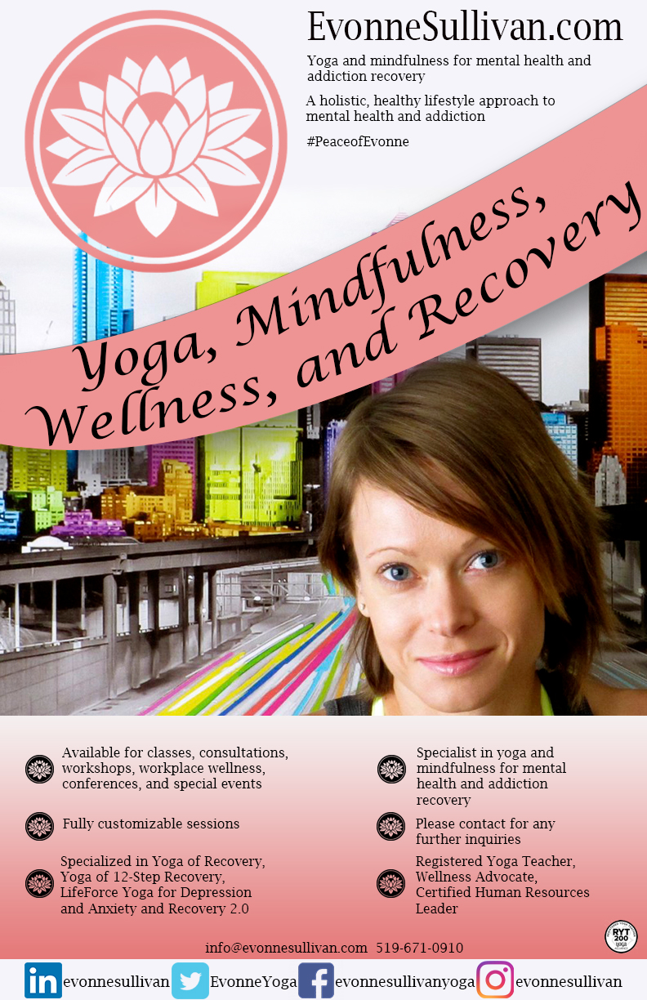 EvonneSullivan.com
Yoga and mindfulness for mental health and
addiction recovery
A holistic, healthy lifestyle approach to
mental health and addiction
#PeaceofEvonne
Yoga, Mindfulness,
Wellness, and Recovery
Available for classes, consultations,
workshops, workplace wellness,
conferences, and special events
Fully customizable sessions
Specialized in Yoga of Recovery,
Yoga of 12-Step Recovery,
LifeForce Yoga for Depression
and Anxiety and Recovery 2.0
Specialist in yoga and
mindfulness for mental
health and addiction
recovery
Please contact for any
further inquiries
Registered Yoga Teacher,
Wellness Advocate,
Certified Human Resources
Leader
RYT
200
yoga
info@evonnesullivan.com 519-671-0910
in evonnesullivan EvonneYoga f evonnesullivanyoga evonnesullivan